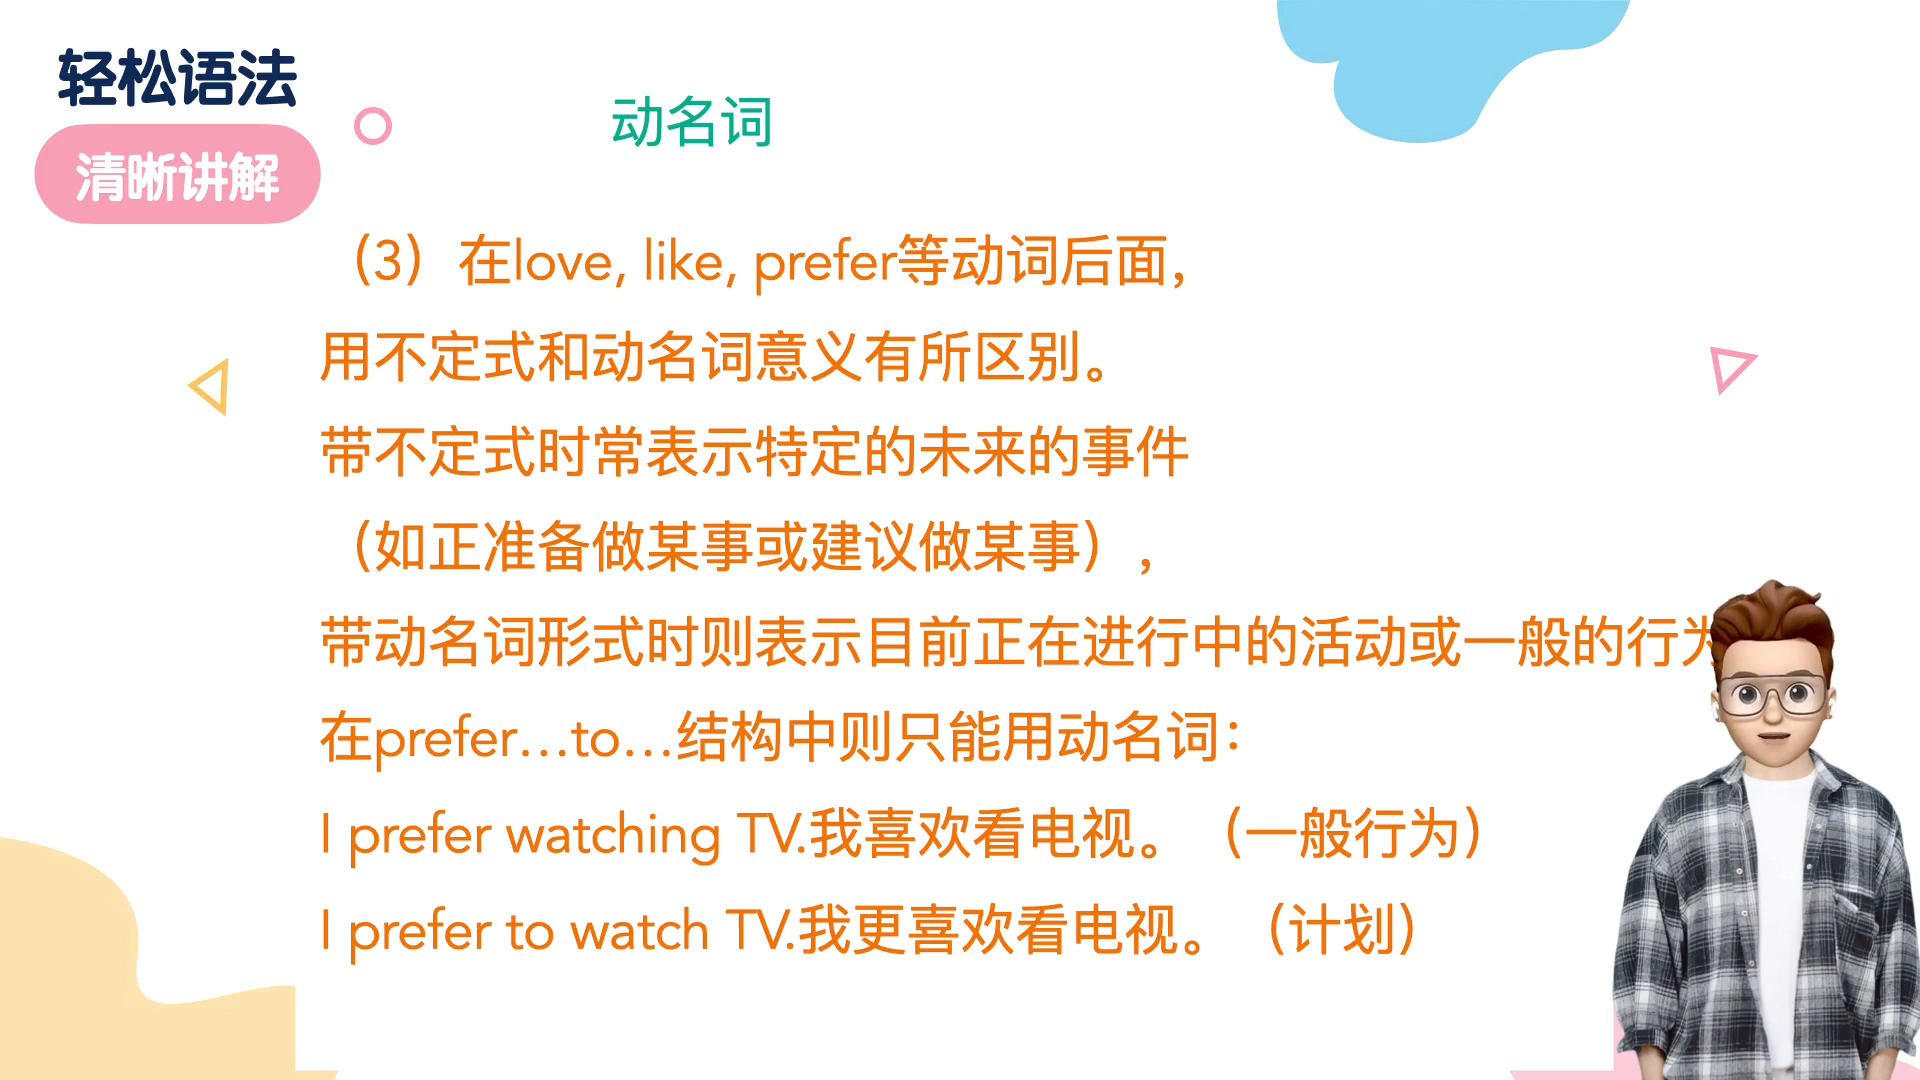 轻松语法
清晰讲解
动名词
（3）在love, like, prefer等动词后面，
用不定式和动名词意义有所区别。
带不定式时常表示特定的未来的事件
（如正准备做某事或建议做某事），
带动名词形式时则表示目前正在进行中的活动或一般的行为
在prefer…to…结构中则只能用动名词：
I prefer watching TV.我喜欢看电视。（一般行为）
I prefer to watch TV.我更喜欢看电视。（计划）